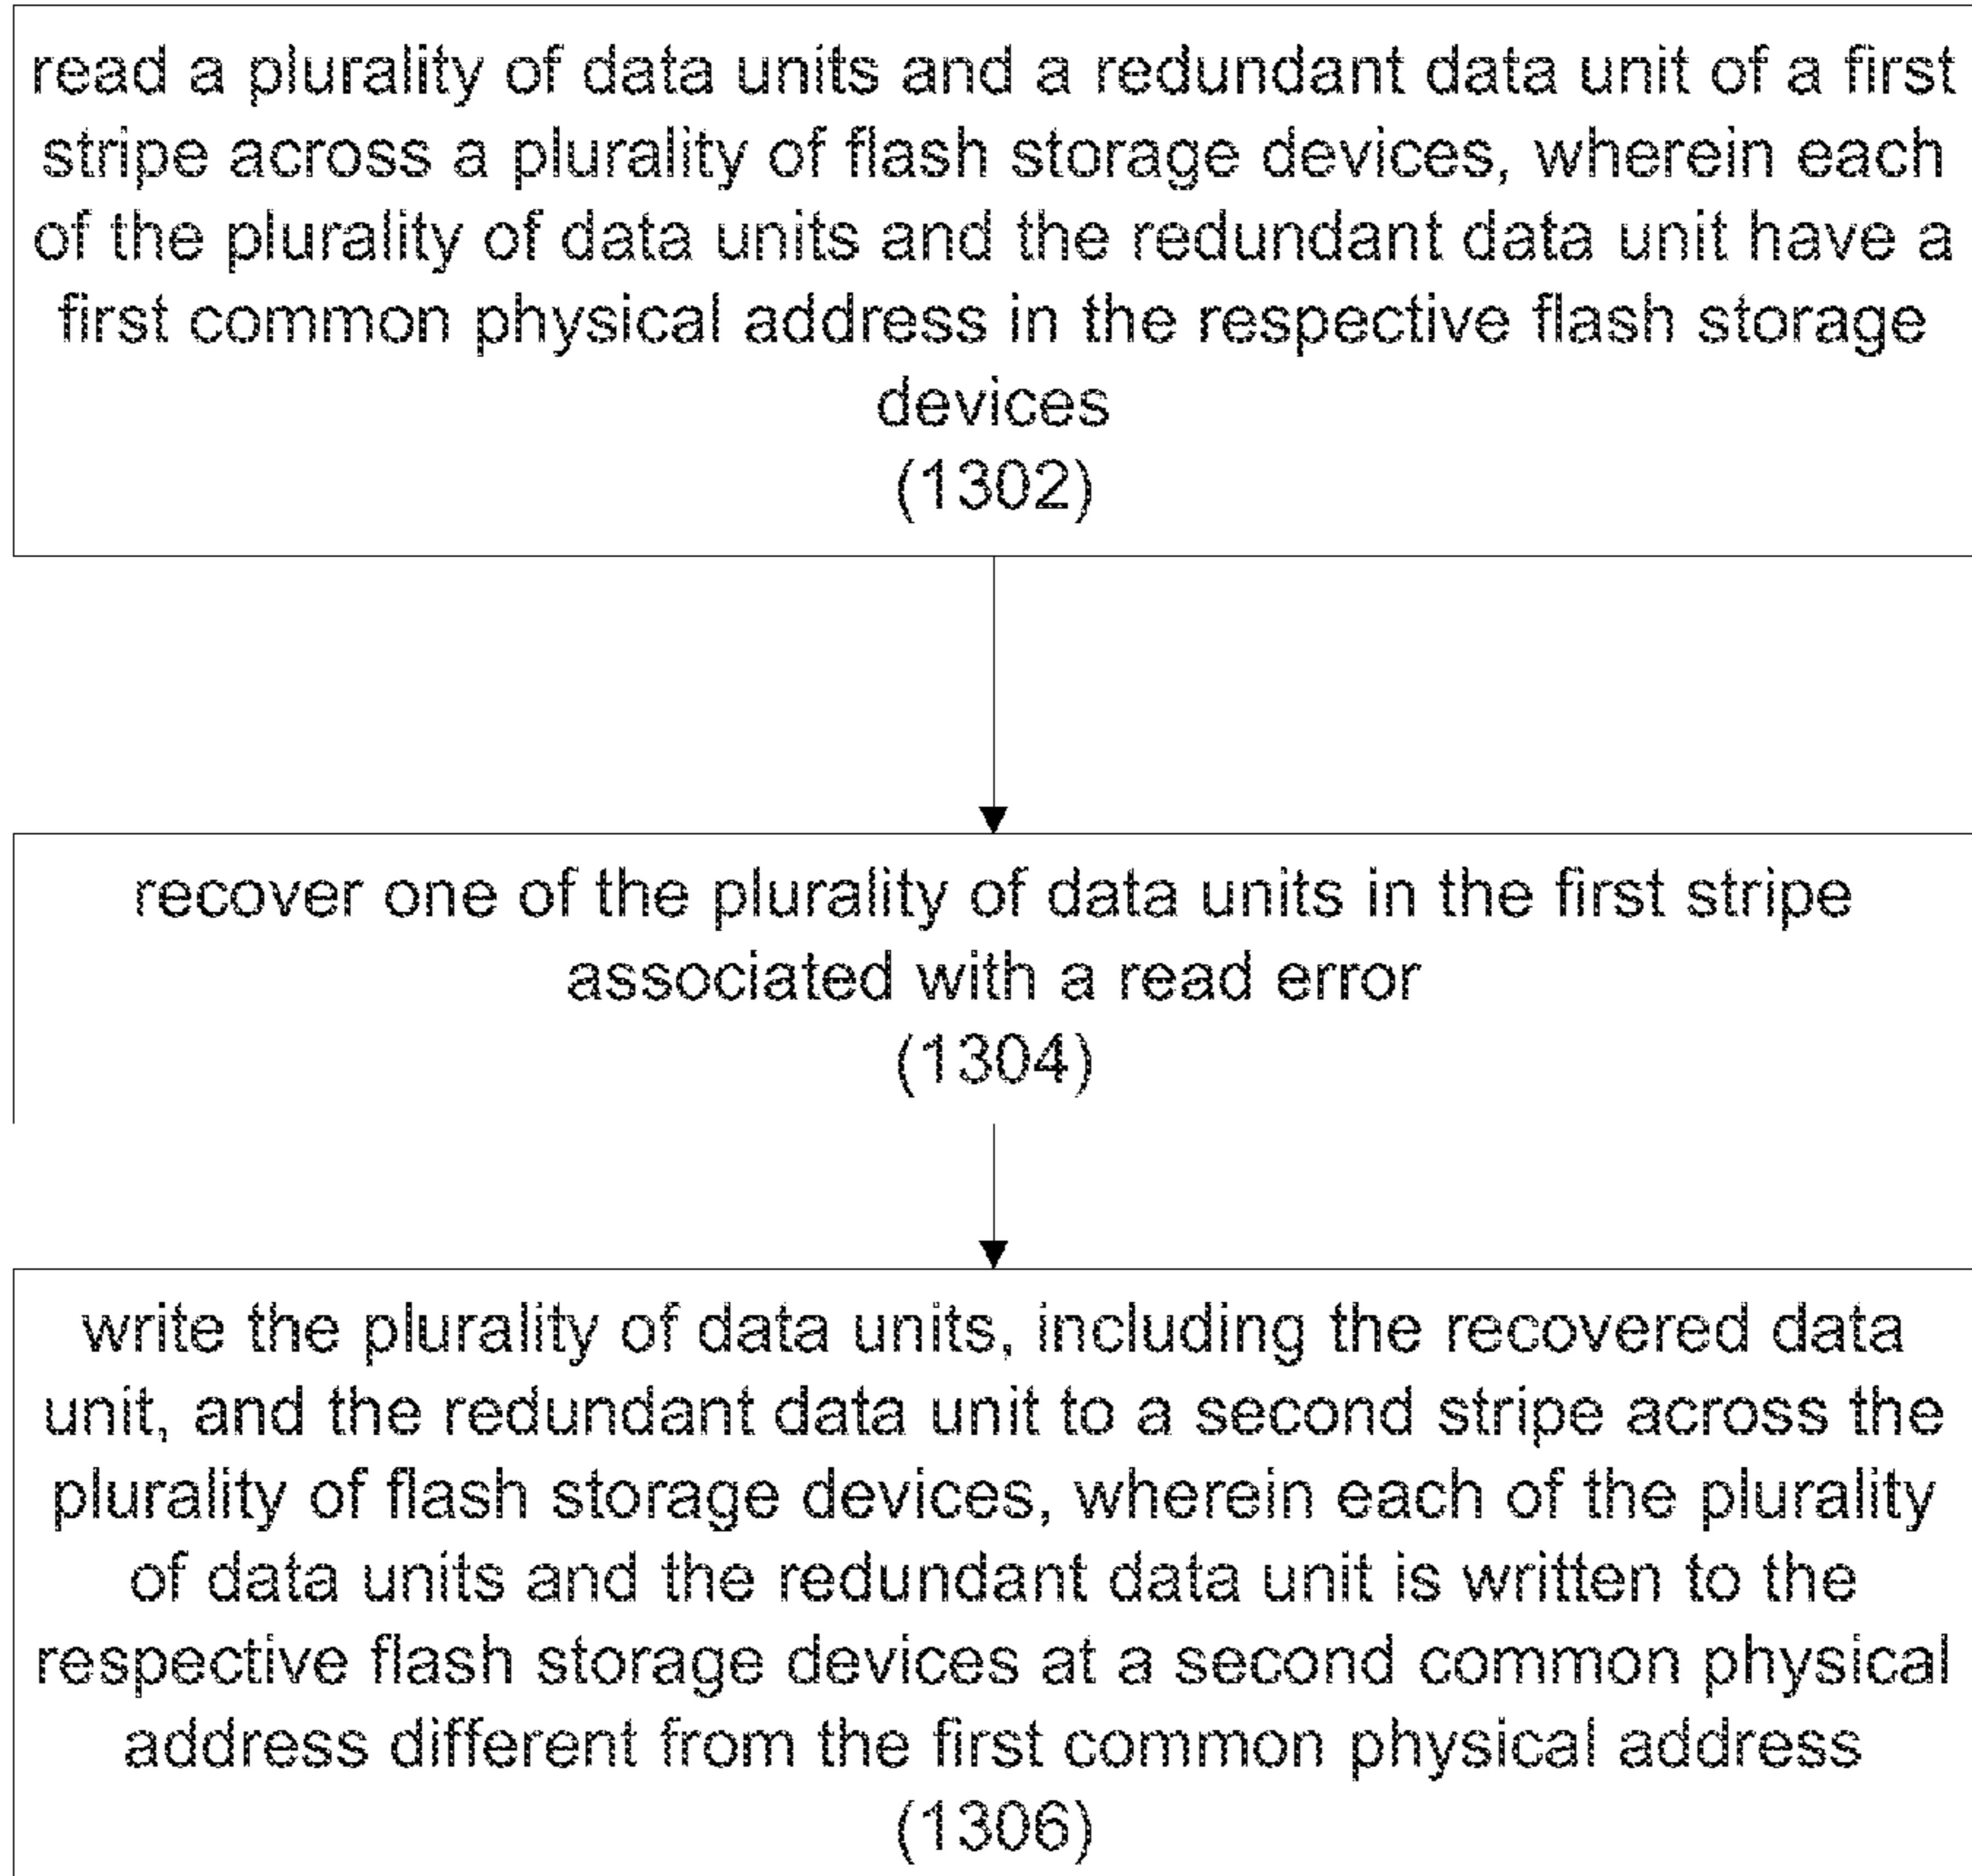 read a plurality of data units and a redundant data unit of a first
stripe across a plurality of flash storage devices, wherein each
of the plurality of data units and the redundant data unit have a
first common physical address in the respective flash storage
devices
(1302)
recover one of the plurality of data units in the first stripe
associated with a read error
(1304)
write the plurality of data units, including the recovered data
unit, and the redundant data unit to a second stripe across the
plurality of flash storage devices, wherein each of the plurality
of data units and the redundant data unit is written to the
respective flash storage devices at a second common physical
address different from the first common physical address
(1306)